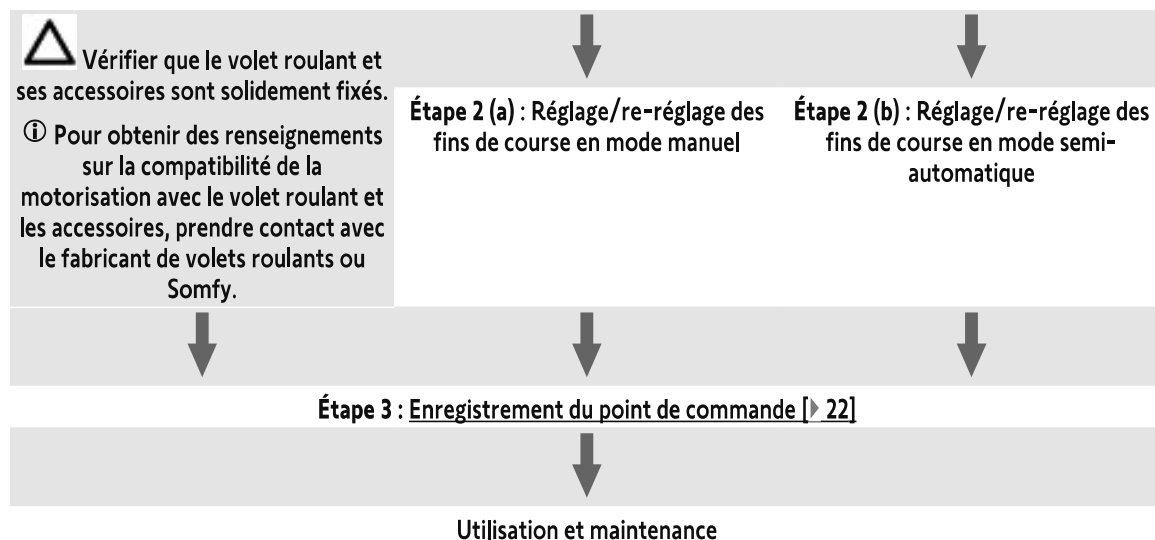 Vérifier que le volet roulant et
ses accessoires sont solidement fixés.
ⓘ Pour obtenir des renseignements
sur la compatibilité de la
motorisation avec le volet roulant et
les accessoires, prendre contact avec
le fabricant de volets roulants ou
Somfy.
Étape 2 (a) : Réglage/re-réglage des
fins de course en mode manuel
Étape 2 (b) : Réglage/re-réglage des
fins de course en mode semi-
automatique
Étape 3 : Enregistrement du point de commande [▶ 22]
Utilisation et maintenance